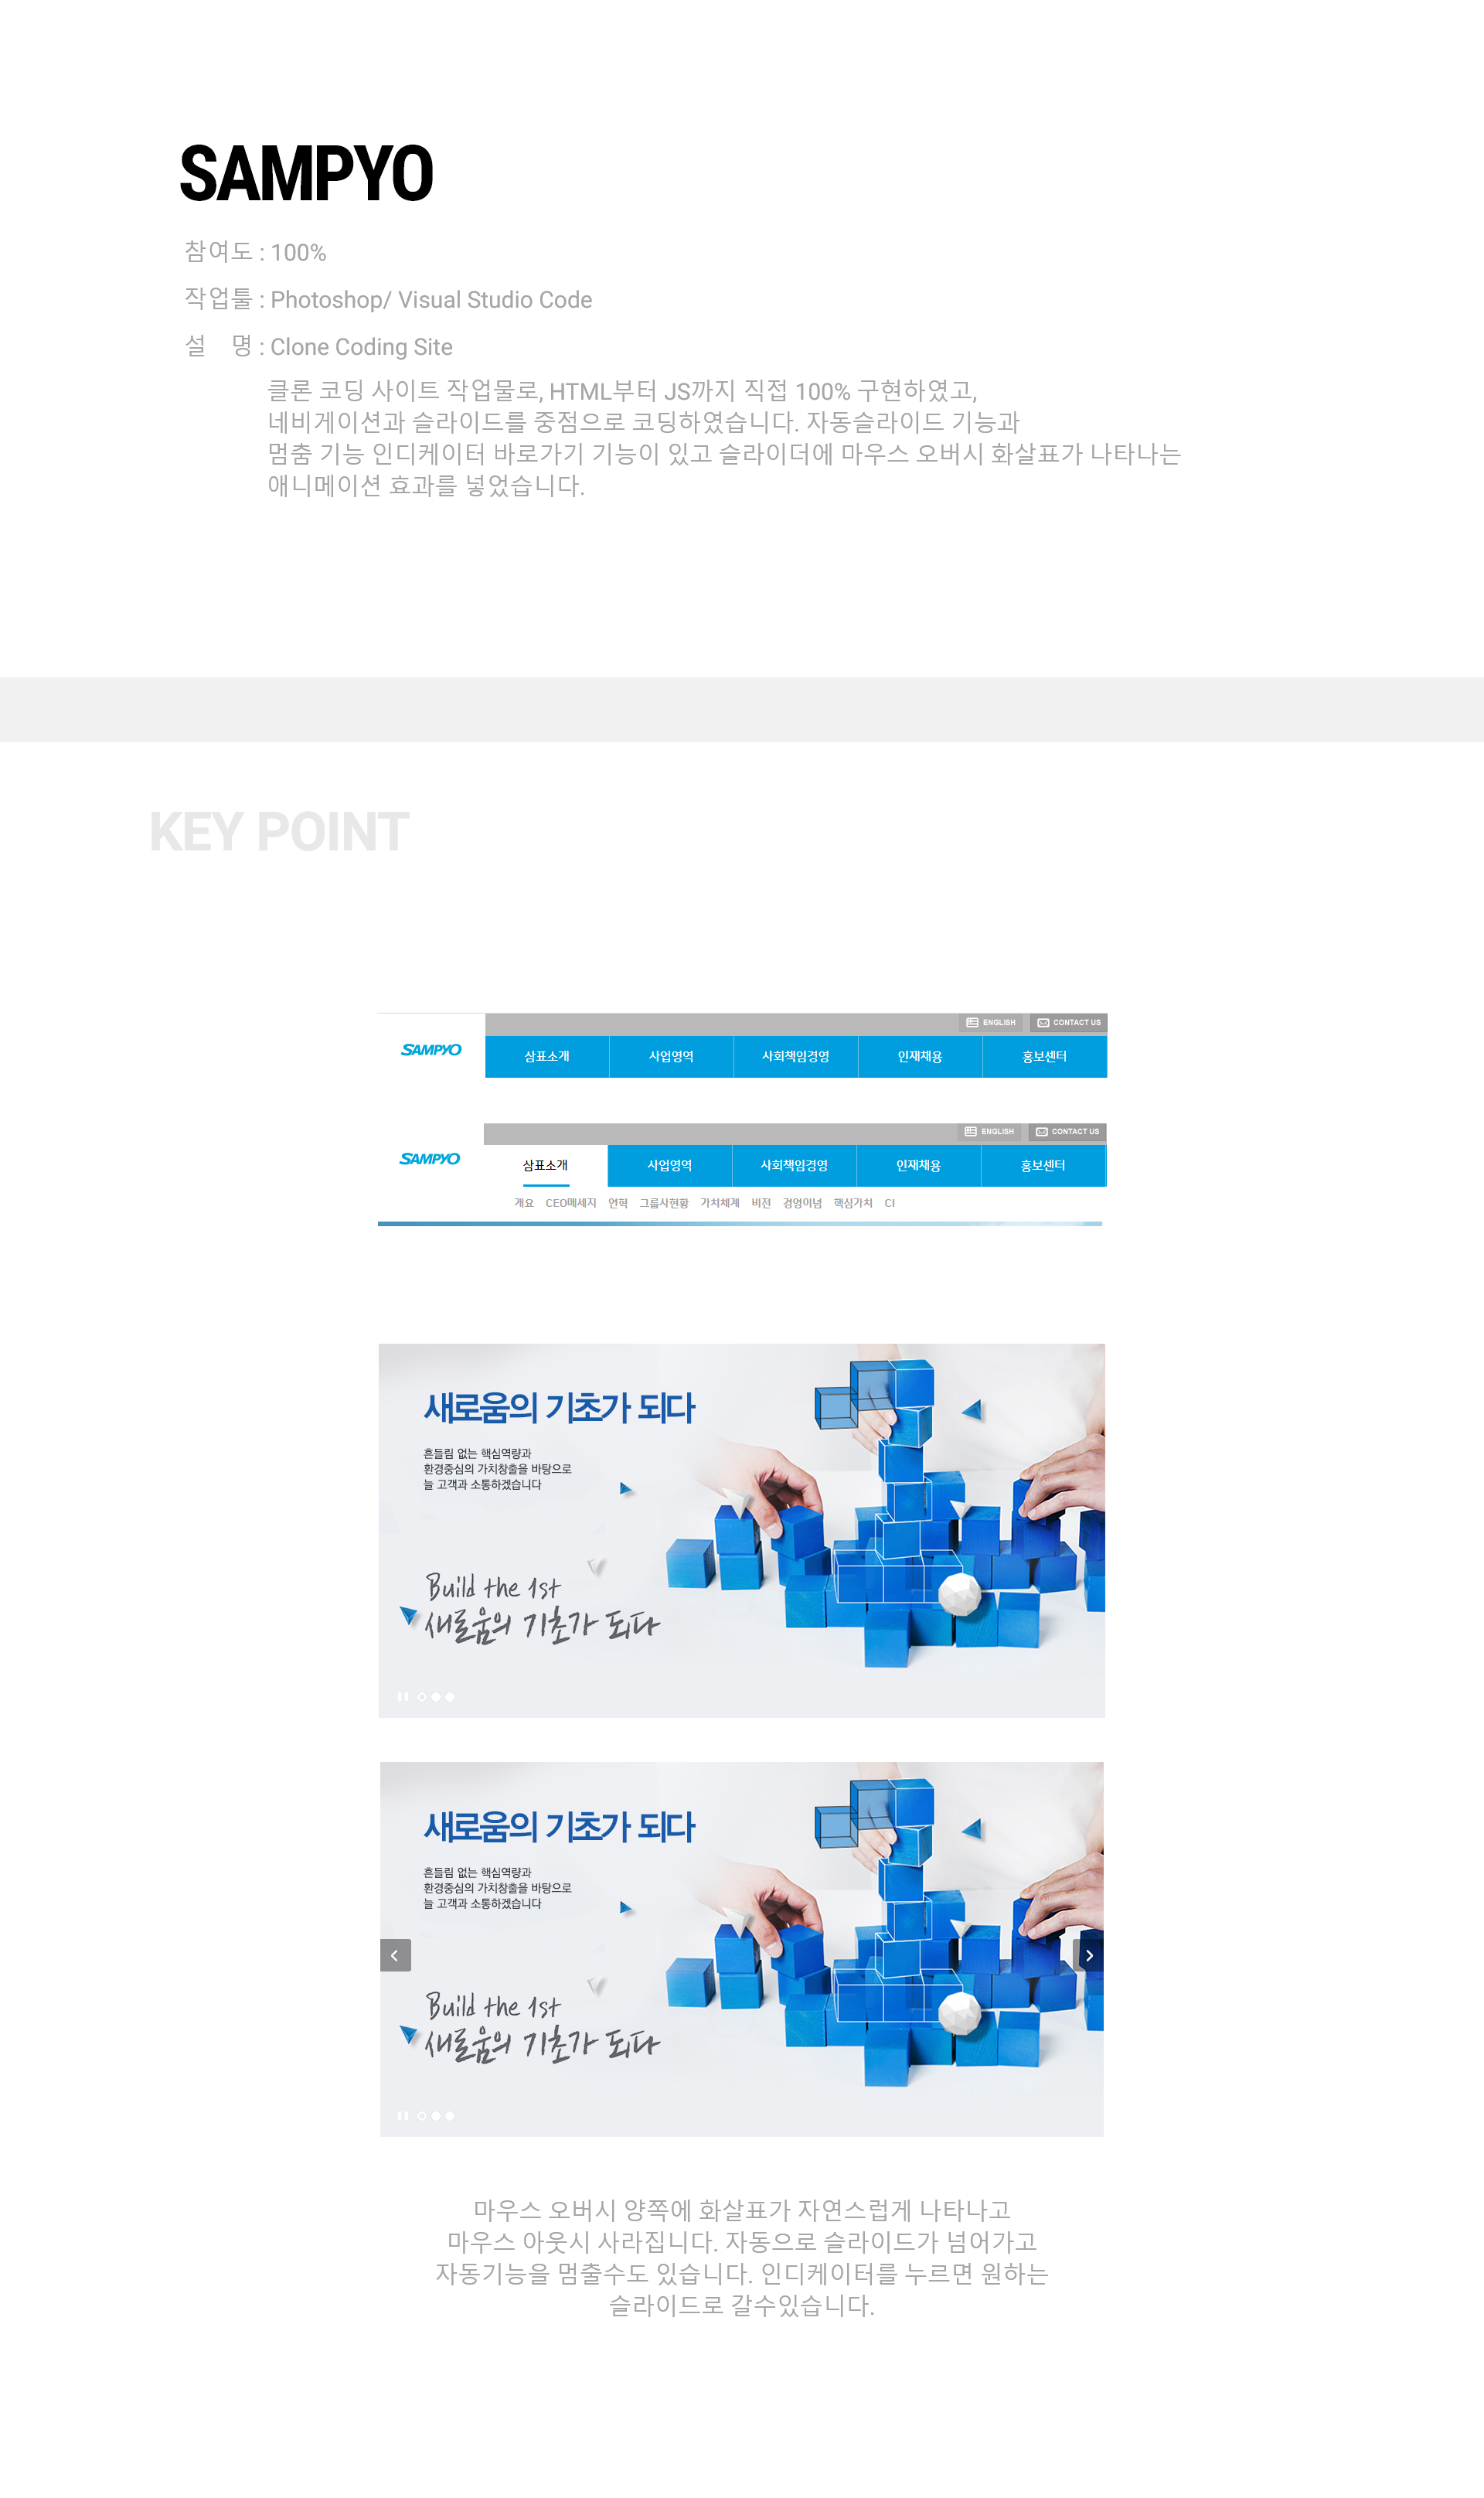 SAMPYO
참여도 : 100%
작업툴 : Photoshop/ Visual Studio Code
설 명 : Clone Coding Site
클론 코딩 사이트 작업물로, HTML부터 JS까지 직접 100% 구현하였고,
네비게이션과 슬라이드를 중점으로 코딩하였습니다. 자동슬라이드 기능과
멈춤 기능 인디케이터 바로가기 기능이 있고 슬라이더에 마우스 오버시 화살표가 나타나는
애니메이션 효과를 넣었습니다.
KEY POINT
ENGLISH CONTACT US
SAMPYO 삼표소개 사업영역 사회책임경영 인재채용 홍보센터
ENGLISH CONTACT US
SAMPYO 삼표소개 사업영역 사회책임경영 인재채용 홍보센터
개요 CEO메세지 연혁 그룹사현황 가치체계 비전 경영이념 핵심가치 CI
새로움의 기초가 되다
흔들림 없는 핵심역량과
환경중심의 가치창출을 바탕으로
늘 고객과 소통하겠습니다
Build the 1st
새로움의 기초가 되다
새로움의 기초가 되다
흔들림 없는 핵심역량과
환경중심의 가치창출을 바탕으로
늘 고객과 소통하겠습니다
Build the 1st
새로움의 기초가 되다
마우스 오버시 양쪽에 화살표가 자연스럽게 나타나고
마우스 아웃시 사라집니다. 자동으로 슬라이드가 넘어가고
자동기능을 멈출수도 있습니다. 인디케이터를 누르면 원하는
슬라이드로 갈수있습니다.